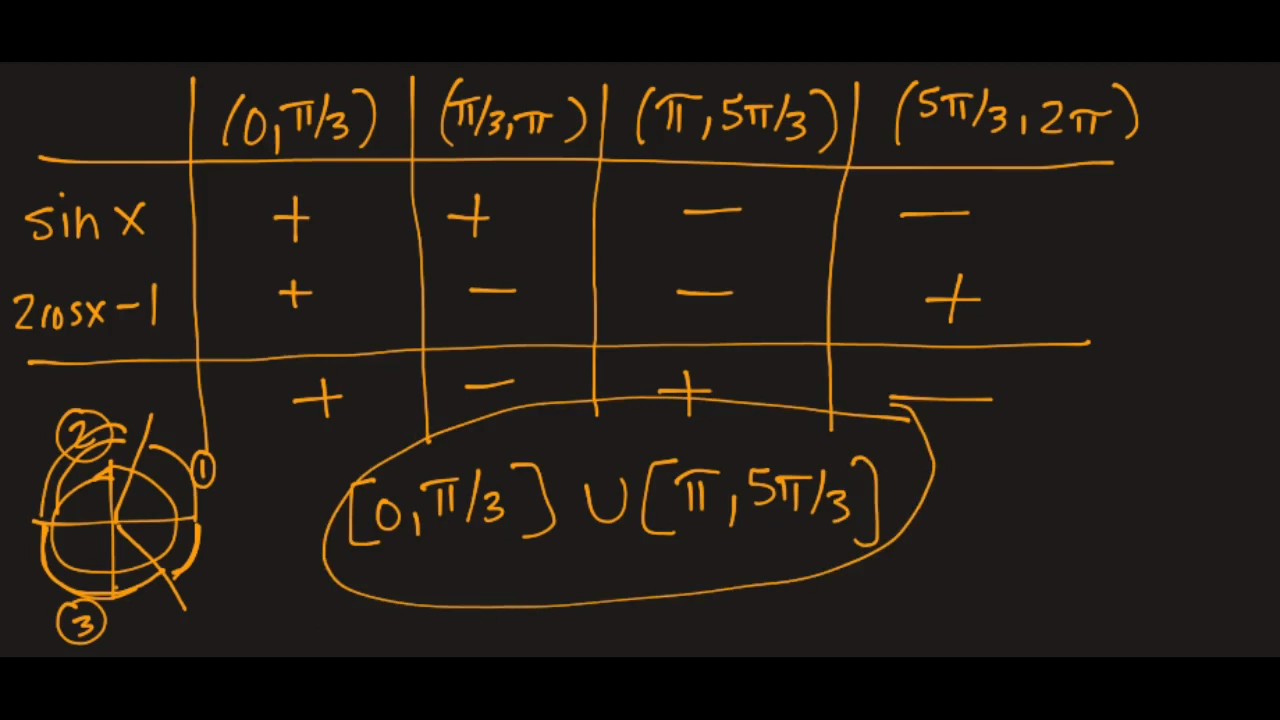 (0, π/3) (π/3, π) (π, 5π/3) (5π/3, 2π)
sin x + + − −
2cosx − 1 + − − +
+ − + −
2
1
[0, π/3] ∪ [π, 5π/3]
3